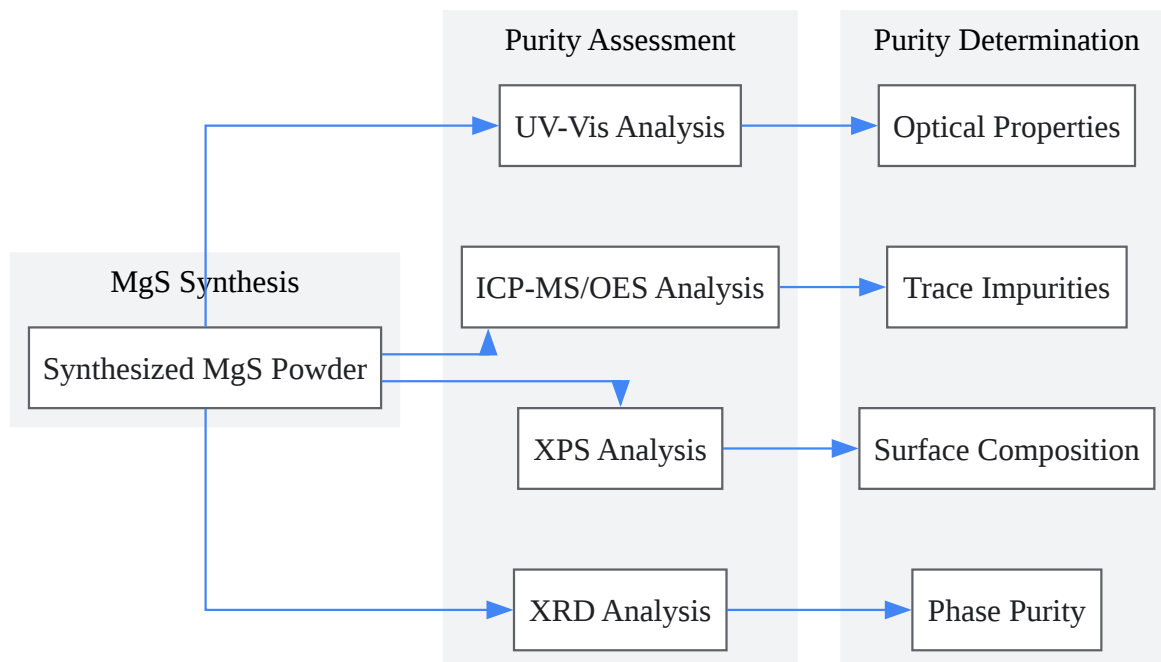 Purity Assessment
Purity Determination
UV-Vis Analysis
Optical Properties
MgS Synthesis
ICP-MS/OES Analysis
Trace Impurities
Synthesized MgS Powder
XPS Analysis
Surface Composition
XRD Analysis
Phase Purity